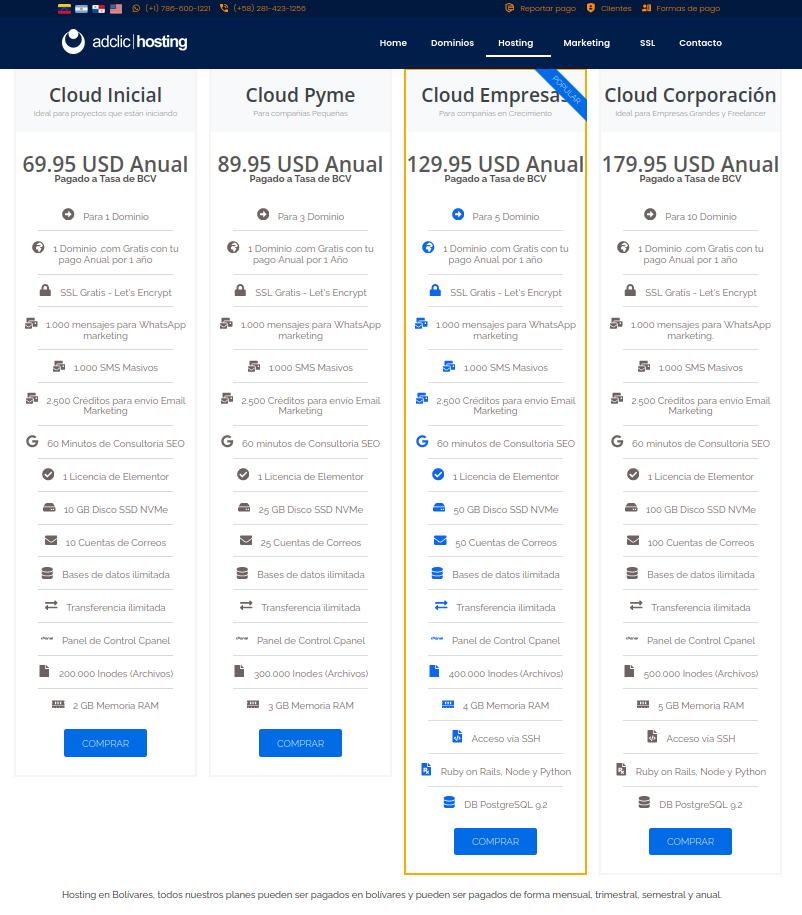 (+1) 786-600-1221 (+58) 281-423-1256 Reportar pago Clientes Formas de pago
addic|hosting Home Dominios Hosting Marketing SSL Contacto
Cloud Inicial
Ideal para proyectos que están iniciando
69.95 USD Anual
Pagado a Tasa de BCV
Para 1 Dominio
1 Dominio .com Gratis con tu
pago Anual por 1 año
SSL Gratis - Let's Encrypt
1.000 mensajes para WhatsApp
marketing
1.000 SMS Masivos
2.500 Créditos para envío Email
Marketing
60 Minutos de Consultoría SEO
1 Licencia de Elementor
10 GB Disco SSD NVMe
10 Cuentas de Correos
Bases de datos ilimitada
Transferencia ilimitada
Panel de Control Cpanel
200.000 Inodes (Archivos)
2 GB Memoria RAM
COMPRAR
Cloud Pyme
Para compañías Pequeñas
89.95 USD Anual
Pagado a Tasa de BCV
Para 3 Dominio
1 Dominio .com Gratis con tu
pago Anual por 1 Año
SSL Gratis - Let's Encrypt
1.000 mensajes para WhatsApp
marketing
1.000 SMS Masivos
2.500 Créditos para envío Email
Marketing
60 minutos de Consultoría SEO
1 Licencia de Elementor
25 GB Disco SSD NVMe
25 Cuentas de Correos
Bases de datos ilimitada
Transferencia ilimitada
Panel de Control Cpanel
300.000 Inodes (Archivos)
3 GB Memoria RAM
COMPRAR
POPULAR
Cloud Empresas
Para compañías en Crecimiento
129.95 USD Anual
Pagado a Tasa de BCV
Para 5 Dominio
1 Dominio .com Gratis con tu
pago Anual por 1 año
SSL Gratis - Let's Encrypt
1.000 mensajes para WhatsApp
marketing
1.000 SMS Masivos
2.500 Créditos para envío Email
Marketing
60 minutos de Consultoría SEO
1 Licencia de Elementor
50 GB Disco SSD NVMe
50 Cuentas de Correos
Bases de datos ilimitada
Transferencia ilimitada
Panel de Control Cpanel
400.000 Inodes (Archivos)
4 GB Memoria RAM
Acceso via SSH
Ruby on Rails, Node y Python
DB PostgreSQL 9.2
COMPRAR
Cloud Corporación
Ideal para Empresas Grandes y Freelancer
179.95 USD Anual
Pagado a Tasa de BCV
Para 10 Dominio
1 Dominio .com Gratis con tu
pago Anual por 1 año
SSL Gratis - Let's Encrypt
1.000 mensajes para WhatsApp
marketing.
1.000 SMS Masivos
2.500 Créditos para envío Email
Marketing
60 minutos de Consultoría SEO
1 Licencia de Elementor
100 GB Disco SSD NVMe
100 Cuentas de Correos
Bases de datos ilimitada
Transferencia ilimitada
Panel de Control Cpanel
500.000 Inodes (Archivos)
5 GB Memoria RAM
Acceso via SSH
Ruby on Rails, Node y Python
DB PostgreSQL 9.2
COMPRAR
Hosting en Bolívares, todos nuestros planes pueden ser pagados en bolívares y pueden ser pagados de forma mensual, trimestral, semestral y anual.